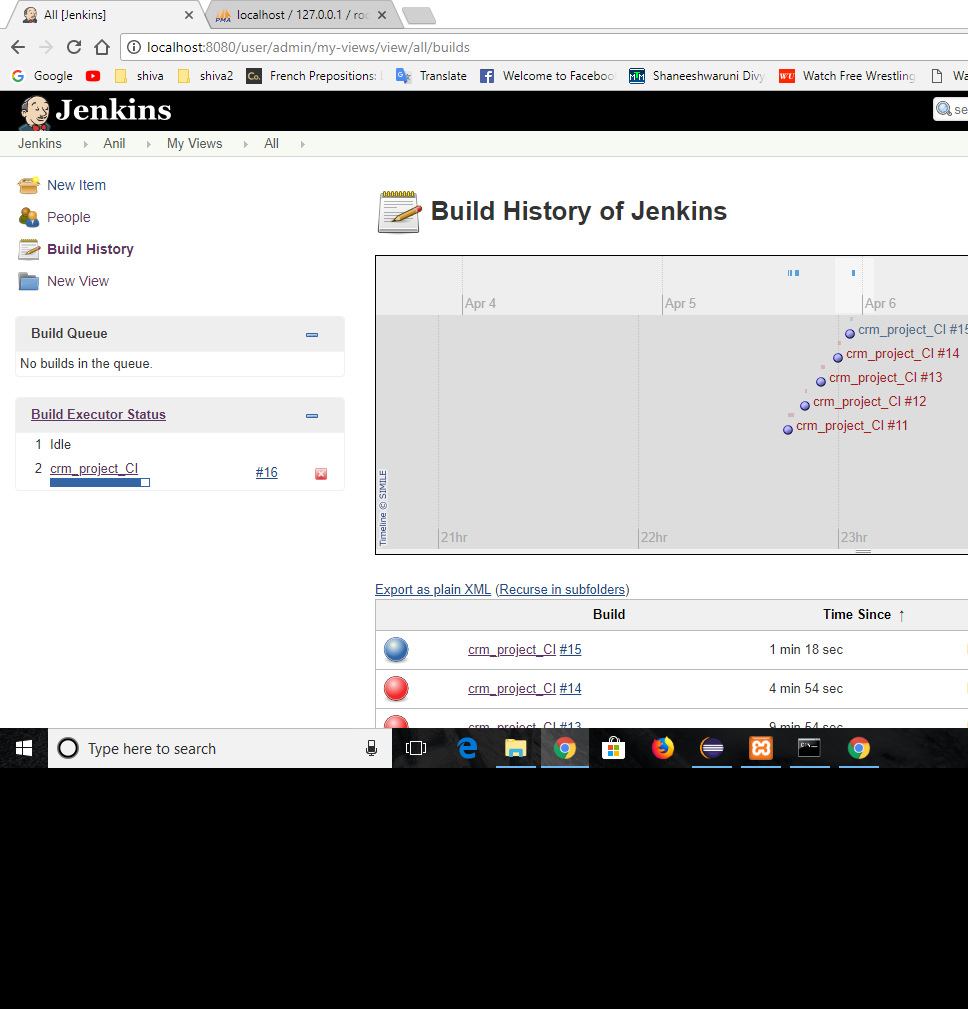 All [Jenkins]
localhost / 127.0.0.1 / roo
localhost:8080/user/admin/my-views/view/all/builds
Google shiva shiva2 Co. French Prepositions: Translate Welcome to Faceboo MTM Shaneeshwaruni Divy WU Watch Free Wrestling Wa
Jenkins
se
Jenkins Anil My Views All
New Item
People
Build History
New View
Build History of Jenkins
Apr 4 Apr 5 Apr 6
crm_project_CI #15
crm_project_CI #14
crm_project_CI #13
crm_project_CI #12
crm_project_CI #11
Timeline © SIMILE
21hr 22hr 23hr
Build Queue
No builds in the queue.
Build Executor Status
1 Idle
2 crm_project_CI #16
Export as plain XML (Recurse in subfolders)
Build Time Since ↑
crm_project_CI #15 1 min 18 sec
crm_project_CI #14 4 min 54 sec
crm_project_CI #13 9 min 54 sec
Type here to search